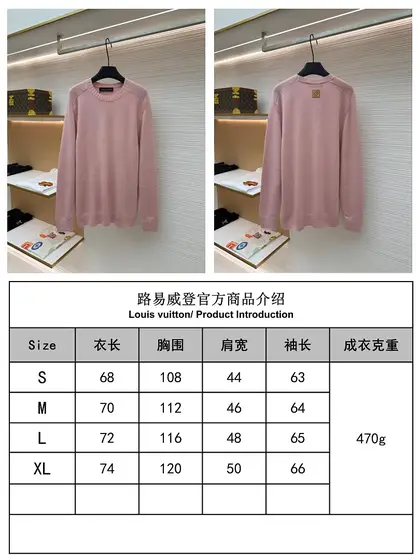 路易威登官方商品介绍
Louis vuitton/ Product Introduction
Size 衣长 胸围 肩宽 袖长 成衣克重
S 68 108 44 63 470g
M 70 112 46 64
L 72 116 48 65
XL 74 120 50 66